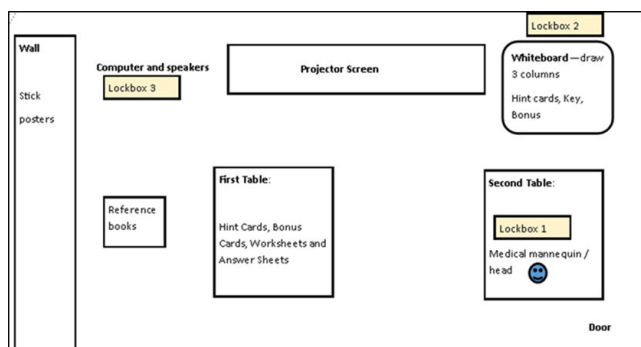 Wall
Stick
posters
Computer and speakers
Lockbox 3
Projector Screen
Lockbox 2
Whiteboard—draw
3 columns
Hint cards, Key,
Bonus
Reference
books
First Table:
Hint Cards, Bonus
Cards, Worksheets and
Answer Sheets
Second Table:
Lockbox 1
Medical mannequin /
head
Door